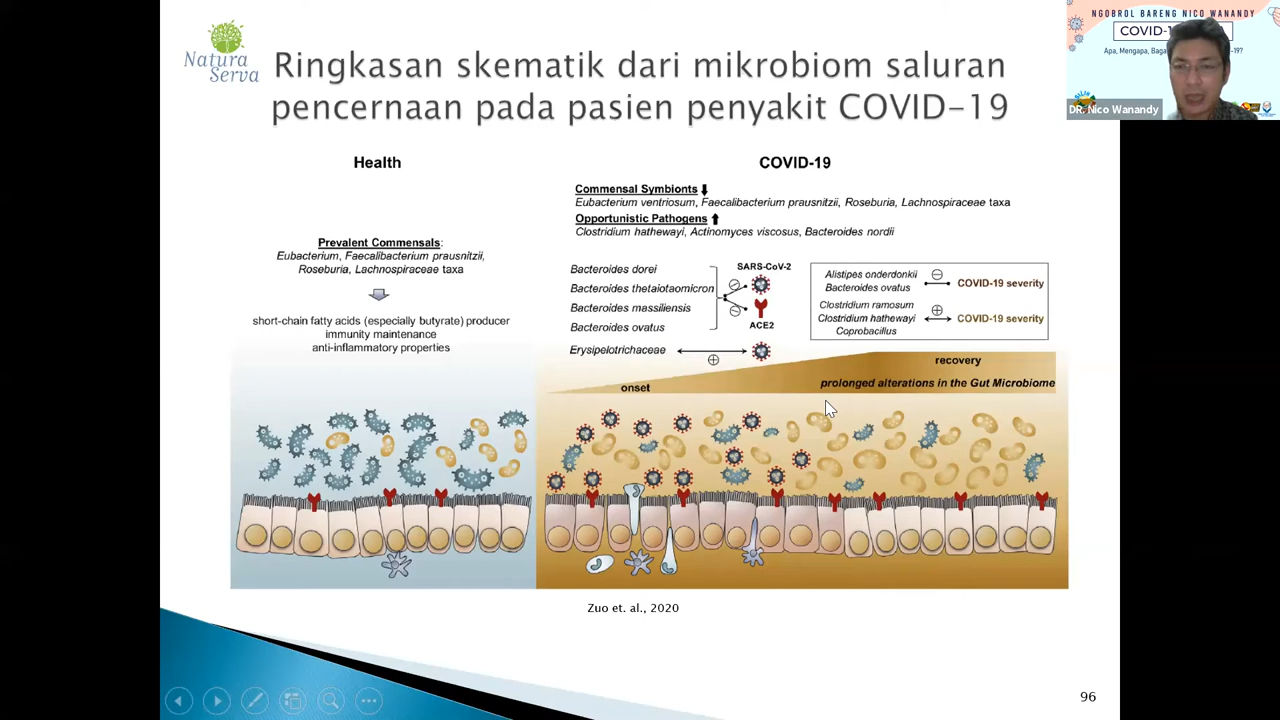 Natura
Serva
Ringkasan skematik dari mikrobiom saluran
pencernaan pada pasien penyakit COVID-19
NGOBROL BARENG NICO WANANDY
COVID-1
Apa, Mengapa, Baga
-19?
DR. Nico Wanandy
Health
COVID-19
Commensal Symbionts
Eubacterium ventriosum, Faecalibacterium prausnitzii, Roseburia, Lachnospiraceae taxa
Opportunistic Pathogens
Clostridium hathewayi, Actinomyces viscosus, Bacteroides nordii
Prevalent Commensals:
Eubacterium, Faecalibacterium prausnitzii,
Roseburia, Lachnospiraceae taxa
short-chain fatty acids (especially butyrate) producer
immunity maintenance
anti-inflammatory properties
Bacteroides dorei
Bacteroides thetaiotaomicron
Bacteroides massiliensis
Bacteroides ovatus
Erysipelotrichaceae
SARS-CoV-2
ACE2
Alistipes onderdonkii
Bacteroides ovatus
COVID-19 severity
Clostridium ramosum
Clostridium hathewayi
Coprobacillus
COVID-19 severity
onset
recovery
prolonged alterations in the Gut Microbiome
Zuo et. al., 2020
96